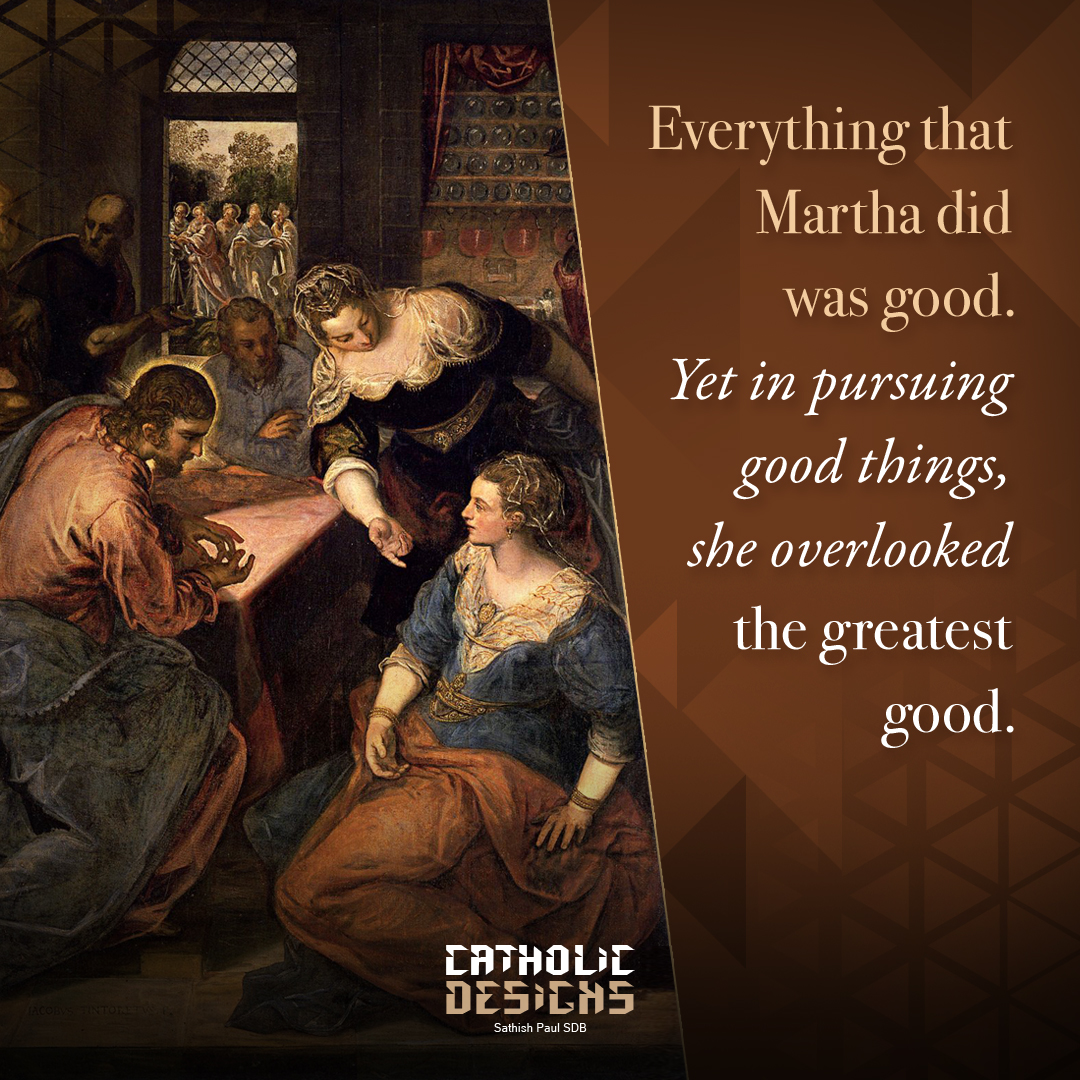 Everything that
Martha did
was good.
Yet in pursuing
good things,
she overlooked
the greatest
good.
CATHOLIC
DESIGNS
Sathish Paul SDB